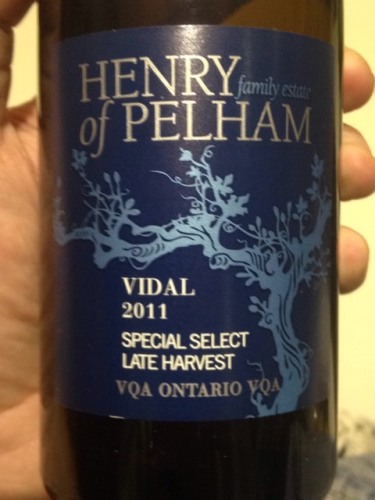 HENRY
family estate
of PELHAM
VIDAL
2011
SPECIAL SELECT
LATE HARVEST
VQA ONTARIO VQA